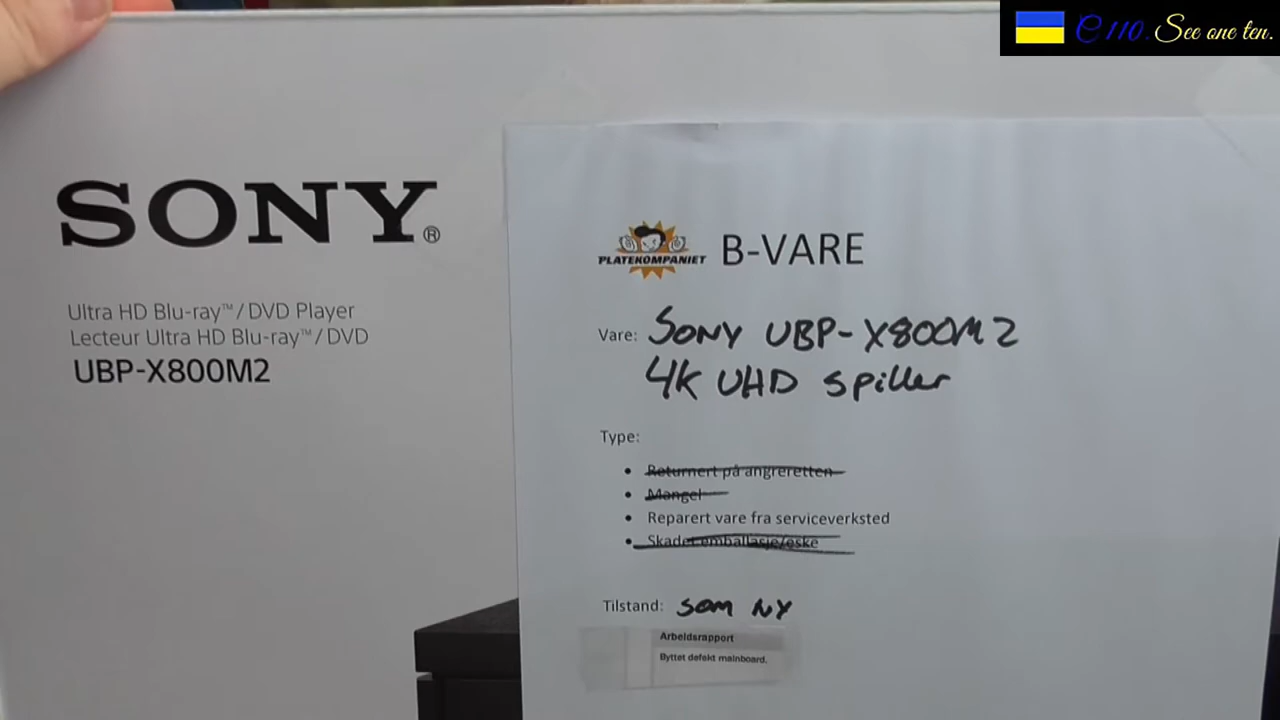 C 110. See one ten.
SONY®
Ultra HD Blu-ray™/DVD Player
Lecteur Ultra HD Blu-ray™/DVD
UBP-X800M2
PLATEKOMPANIET B-VARE
Vare: SONY UBP-X800M2
4K UHD spiller
Type:
• Returnert på angreretten
• Mangel
• Reparert vare fra serviceverksted
• Skadet emballasje/eske
Tilstand: som NY
Arbeidsrapport
Byttet defekt mainboard.